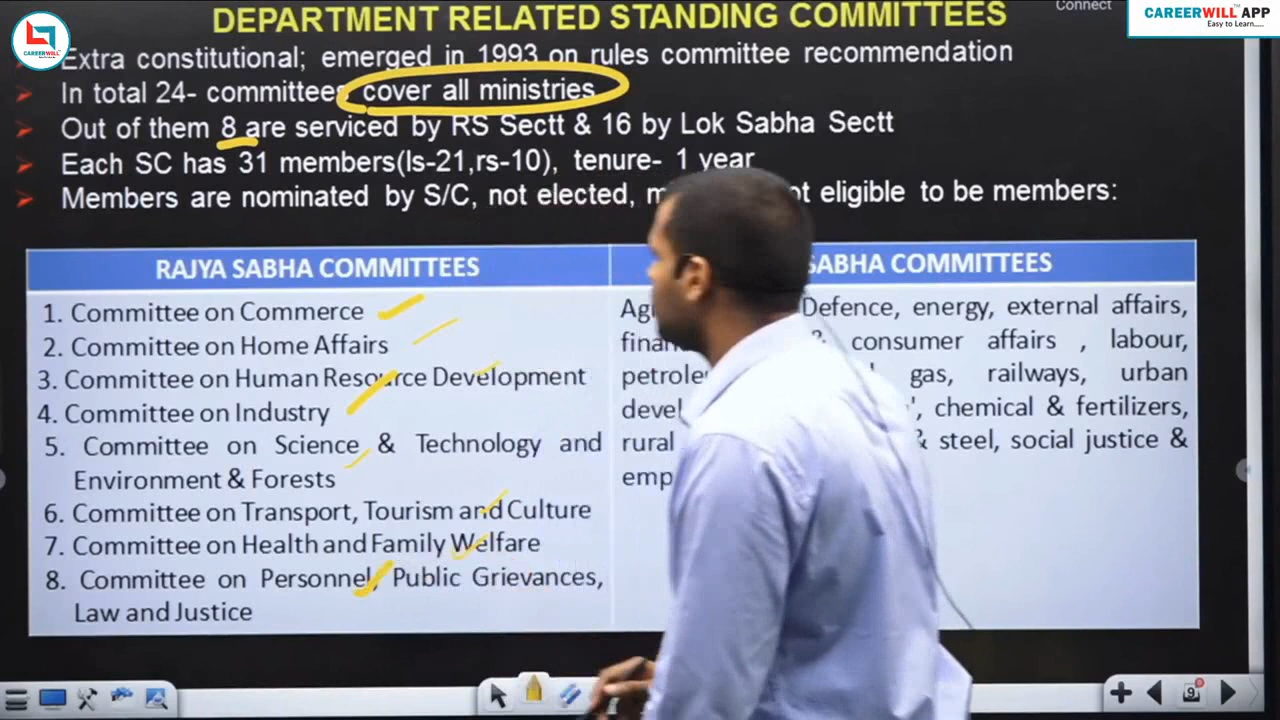 DEPARTMENT RELATED STANDING COMMITTEES
Connect
CAREERWILL APP
Easy to Learn.....
CAREERWILL
Extra constitutional; emerged in 1993 on rules committee recommendation
In total 24- committees cover all ministries
Out of them 8 are serviced by RS Sectt & 16 by Lok Sabha Sectt
Each SC has 31 members(ls-21,rs-10), tenure- 1 year
Members are nominated by S/C, not elected, eligible to be members:
RAJYA SABHA COMMITTEES
SABHA COMMITTEES
1. Committee on Commerce
2. Committee on Home Affairs
3. Committee on Human Resource Development
4. Committee on Industry
5. Committee on Science & Technology and
Environment & Forests
6. Committee on Transport, Tourism and Culture
7. Committee on Health and Family Welfare
8. Committee on Personnel, Public Grievances,
Law and Justice
Defence, energy, external affairs,
& consumer affairs , labour,
gas, railways, urban
chemical & fertilizers,
rural & steel, social justice &
9